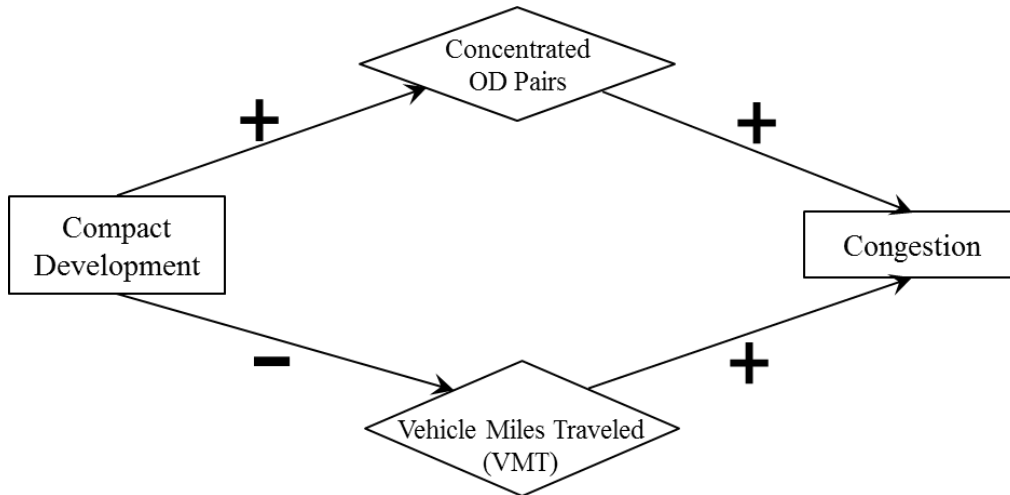 Concentrated
OD Pairs
+
+
Compact
Development
Congestion
−
+
Vehicle Miles Traveled
(VMT)